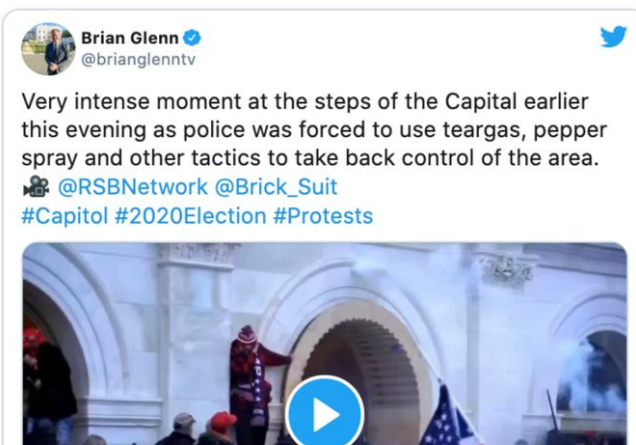 Brian Glenn
@brianglenntv
Very intense moment at the steps of the Capital earlier
this evening as police was forced to use teargas, pepper
spray and other tactics to take back control of the area.
@RSBNetwork @Brick_Suit
#Capitol #2020Election #Protests